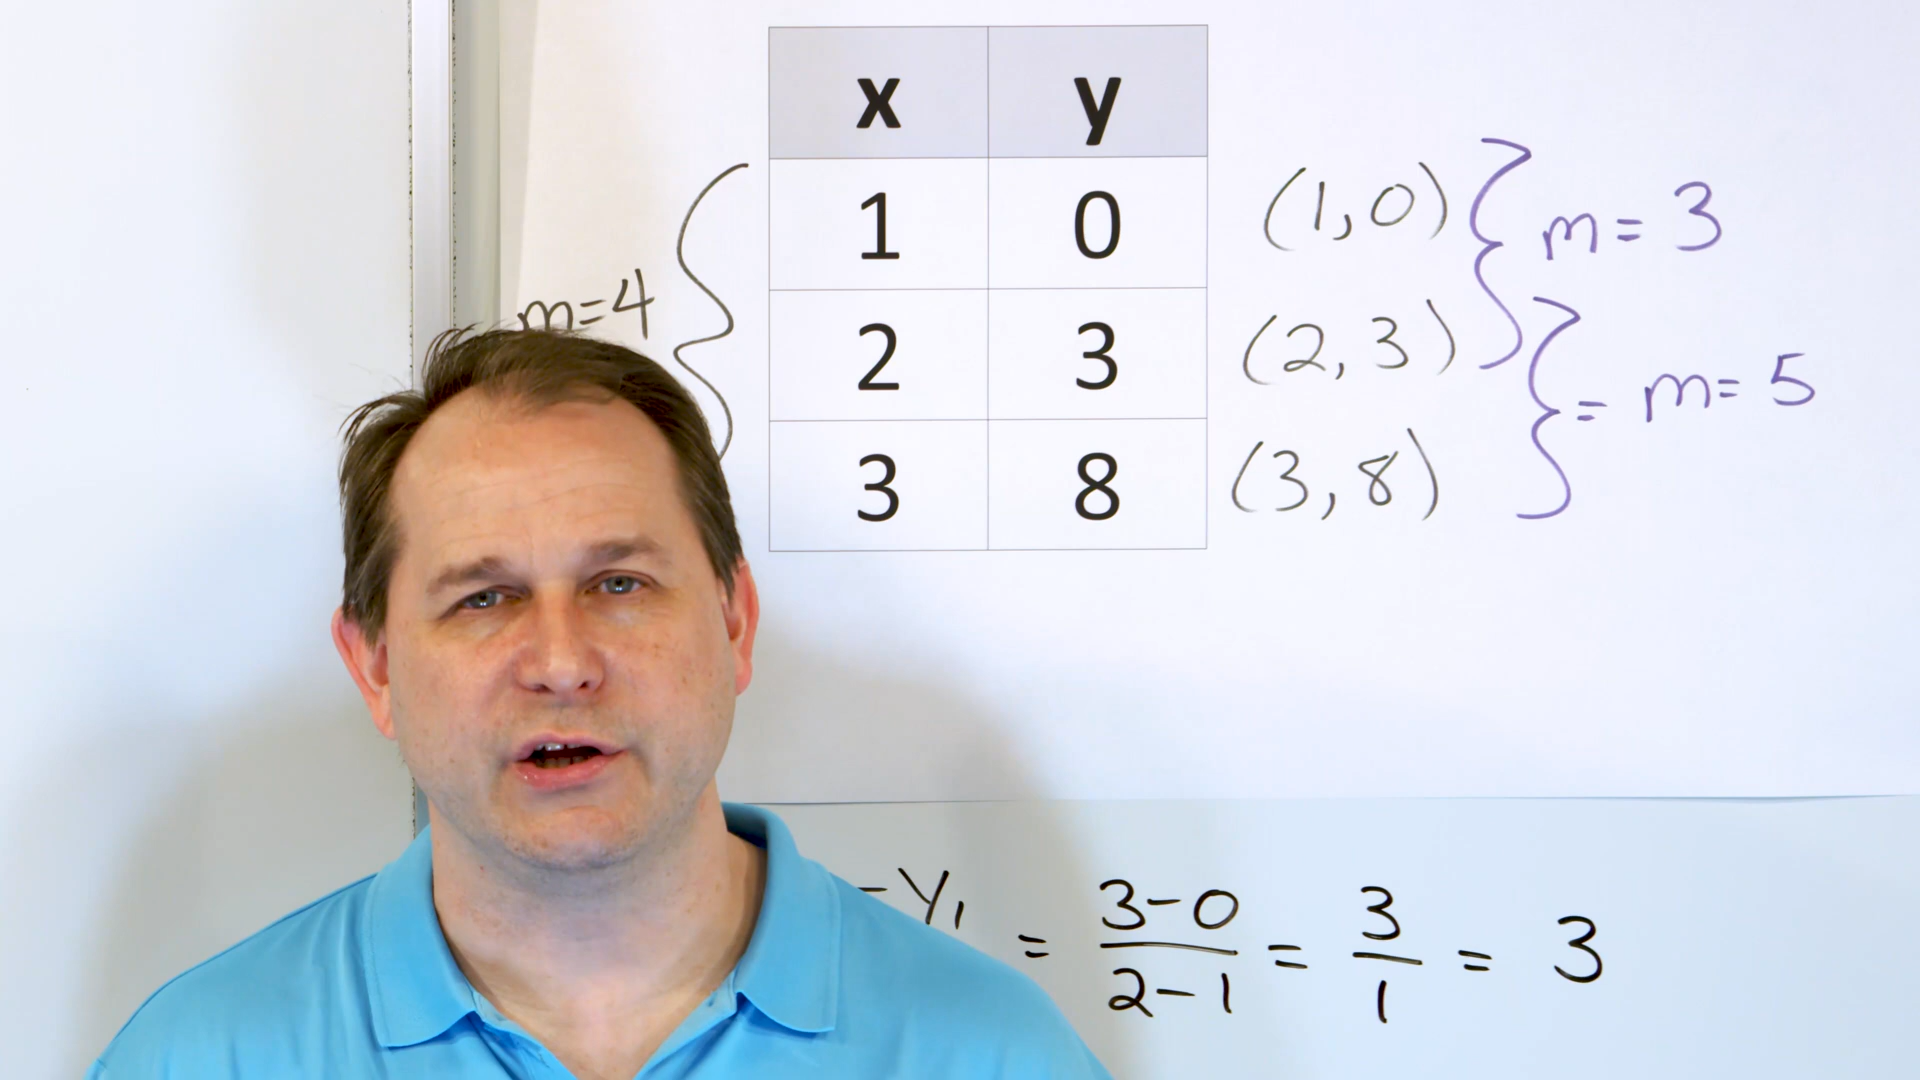 x y
1 0 (1,0) m = 3
m=4
2 3 (2,3)
= m= 5
3 8 (3,8)
-y₁ = 3-0/2-1 = 3/1 = 3